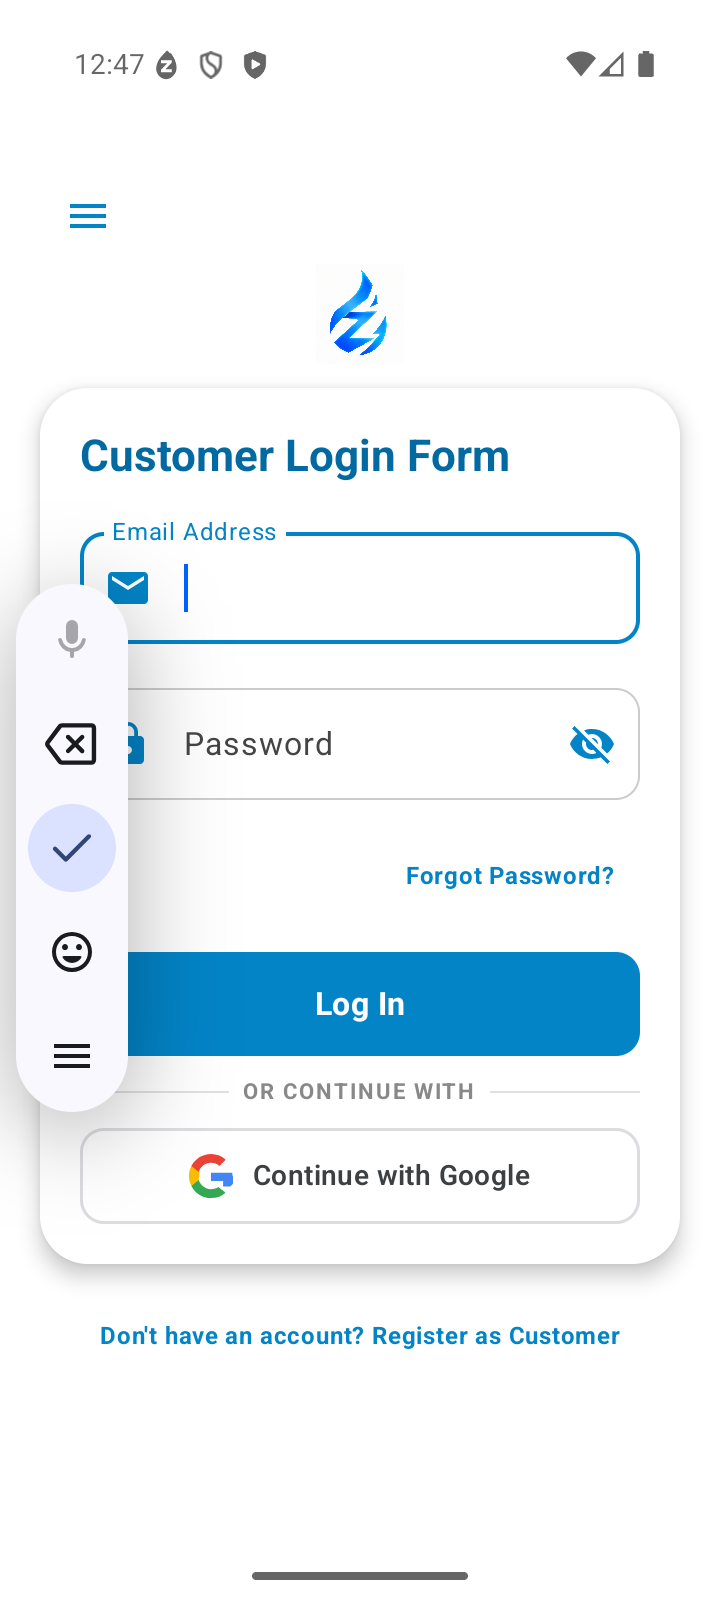 12:47
Customer Login Form
Email Address
Password
Forgot Password?
Log In
OR CONTINUE WITH
Continue with Google
Don't have an account? Register as Customer